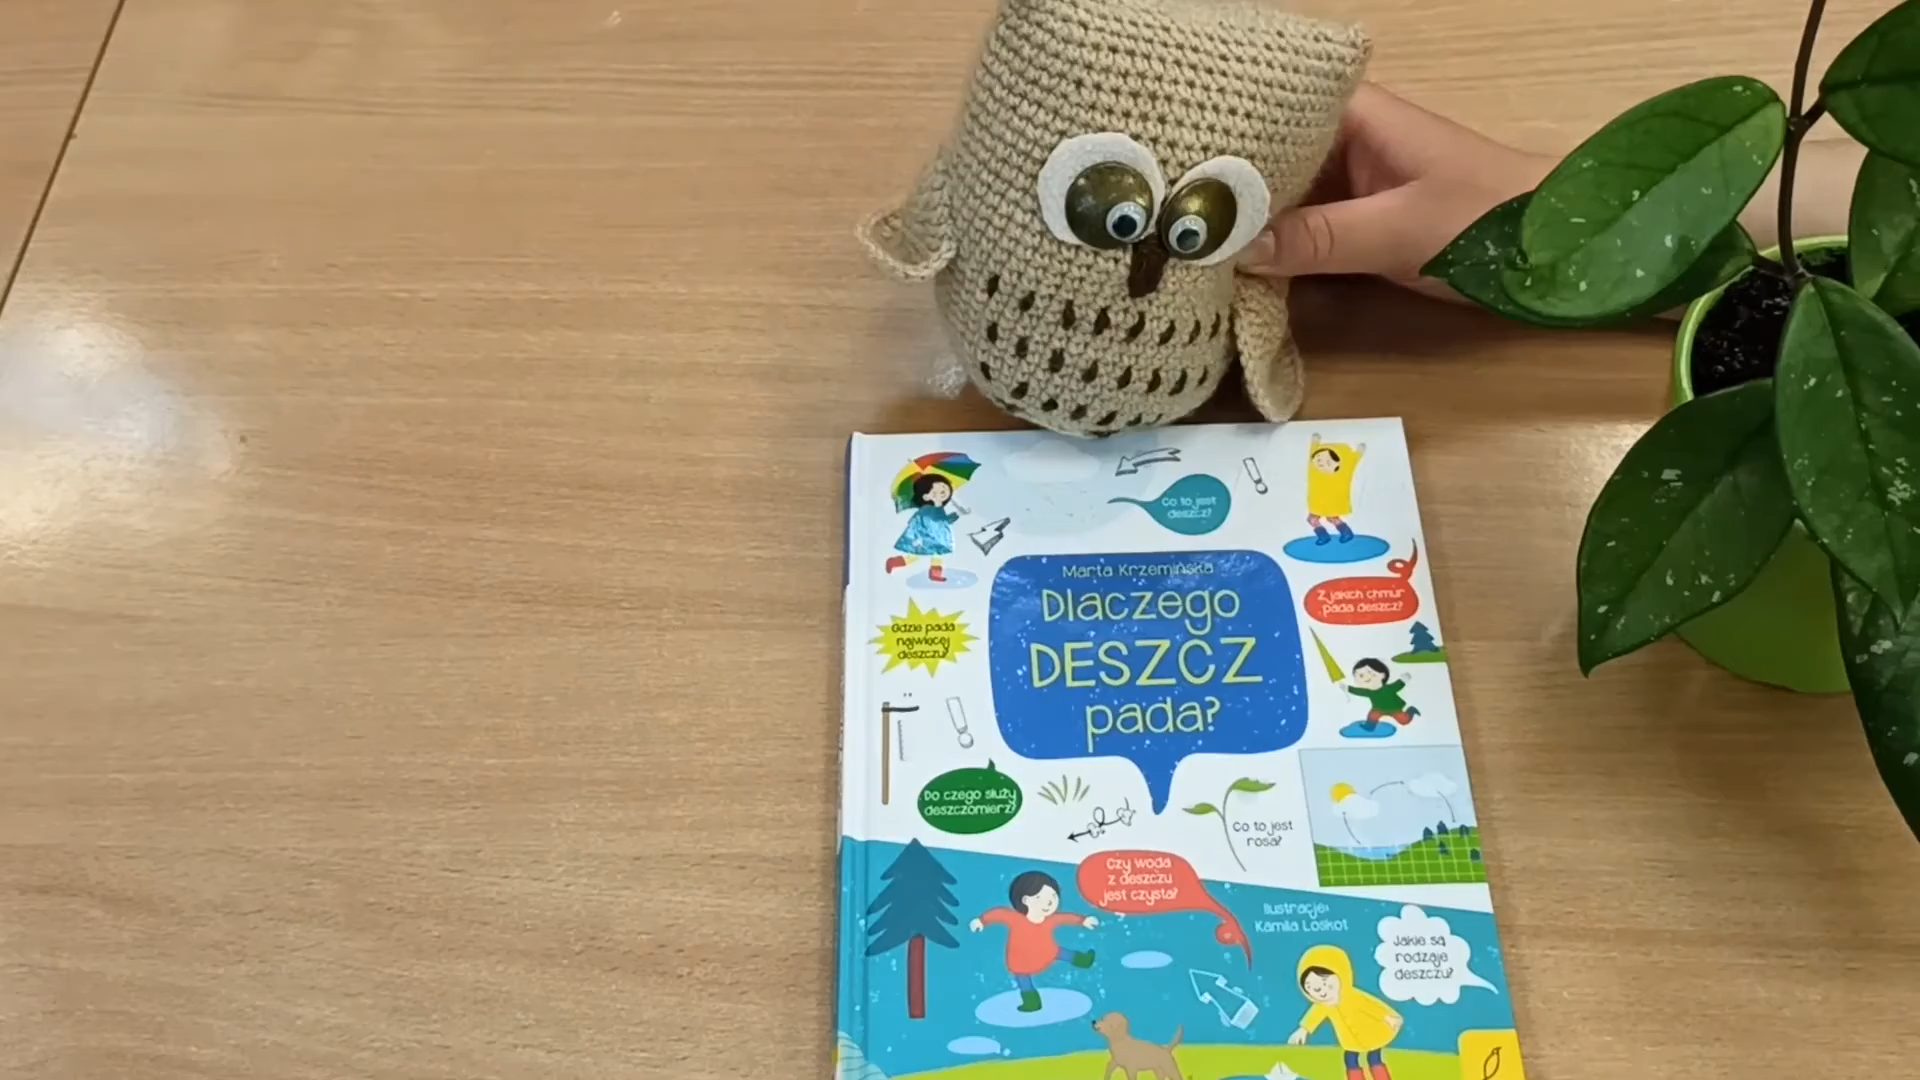 Co to jest
deszcz?
Marta Krzemińska
Dlaczego
DESZCZ
pada?
Z jakich chmur
pada deszcz?
Gdzie pada
najwięcej
deszczu?
Do czego służy
deszczomierz?
Co to jest
rosa?
Czy woda
z deszczu
jest czysta?
Ilustracje:
Kamila Loskot
Jakie są
rodzaje
deszczu?